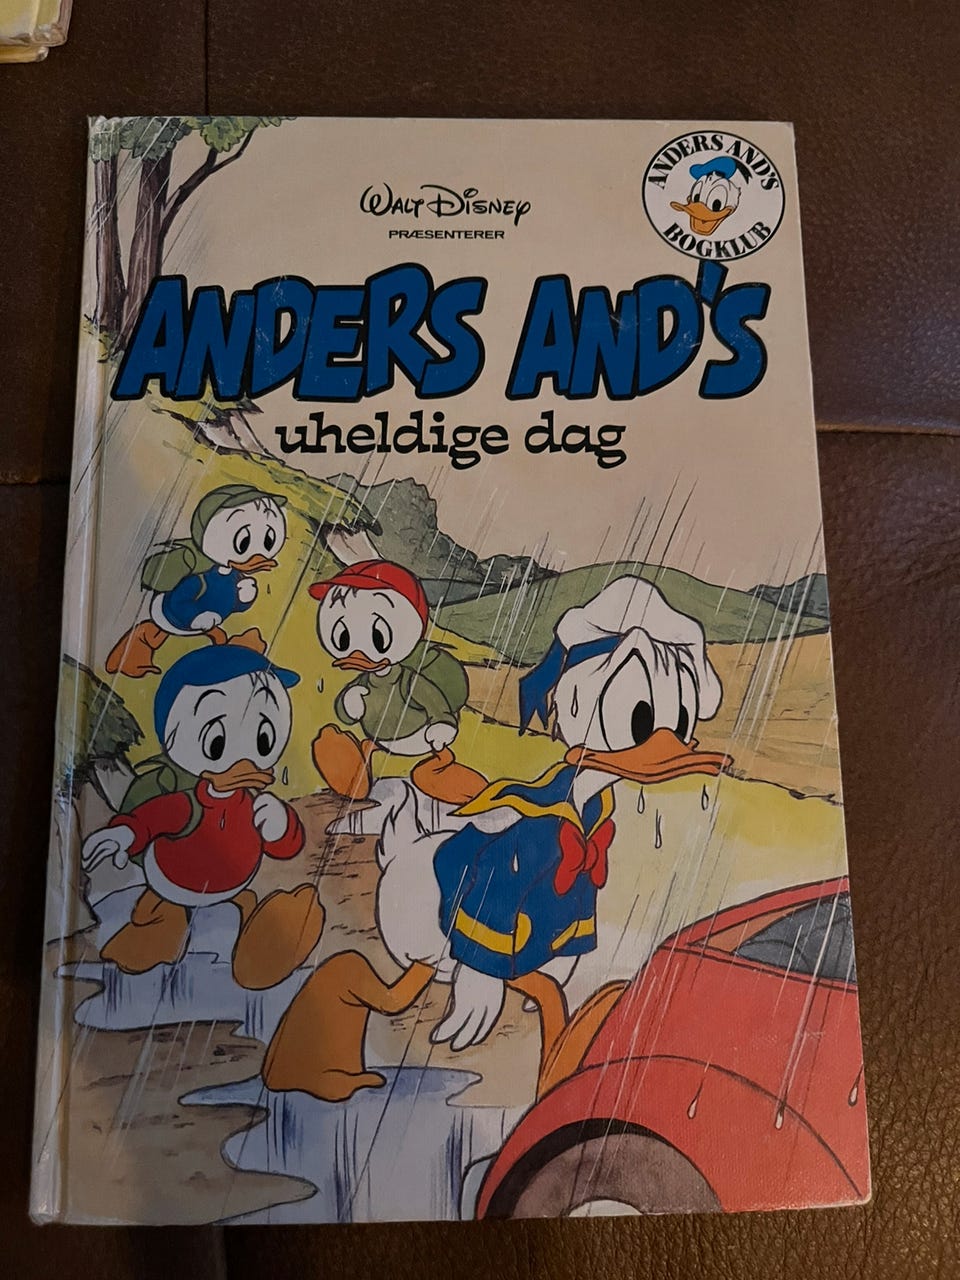 ANDERS AND'S
BOGKLUB
WALT DISNEY
PRÆSENTERER
ANDERS AND'S
uheldige dag